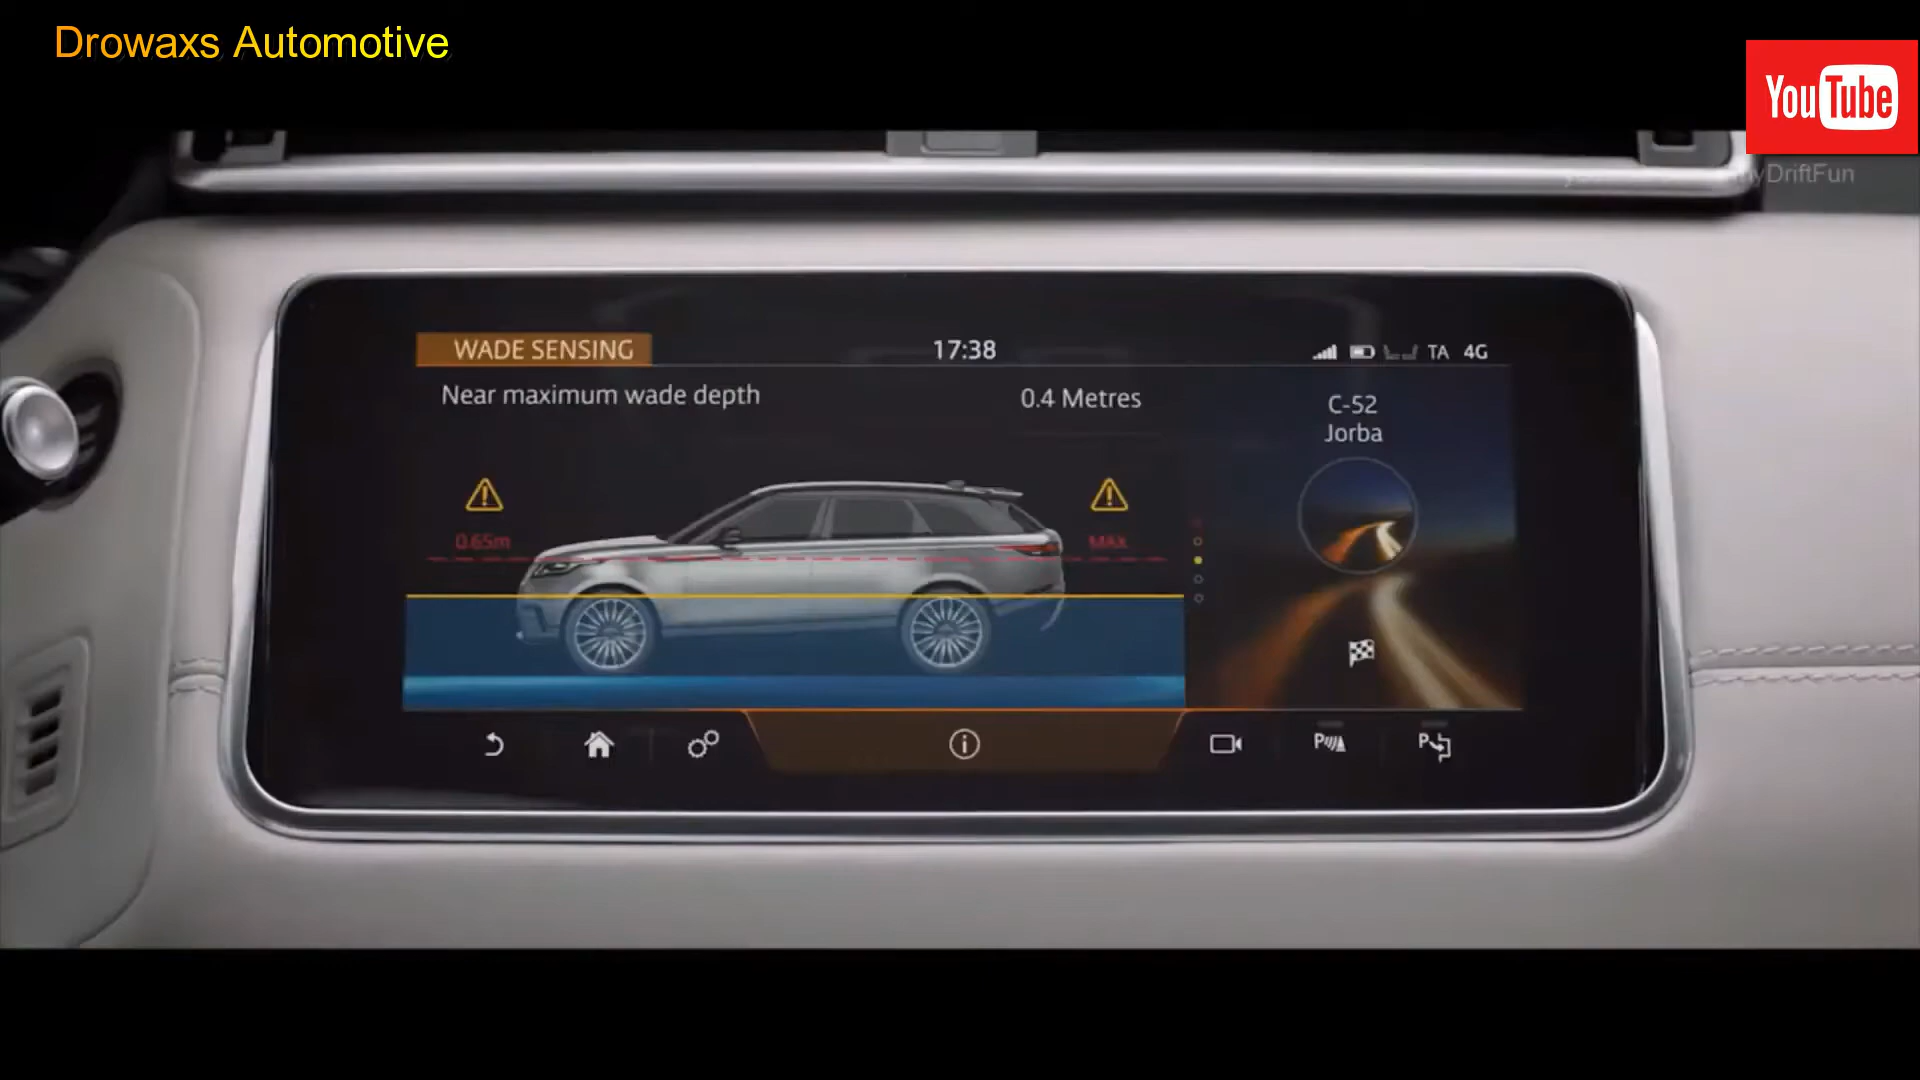 Drowaxs Automotive
YouTube
DriftFun
WADE SENSING
17:38
TA 4G
Near maximum wade depth
0.4 Metres
C-52
Jorba
0.65m
MAX